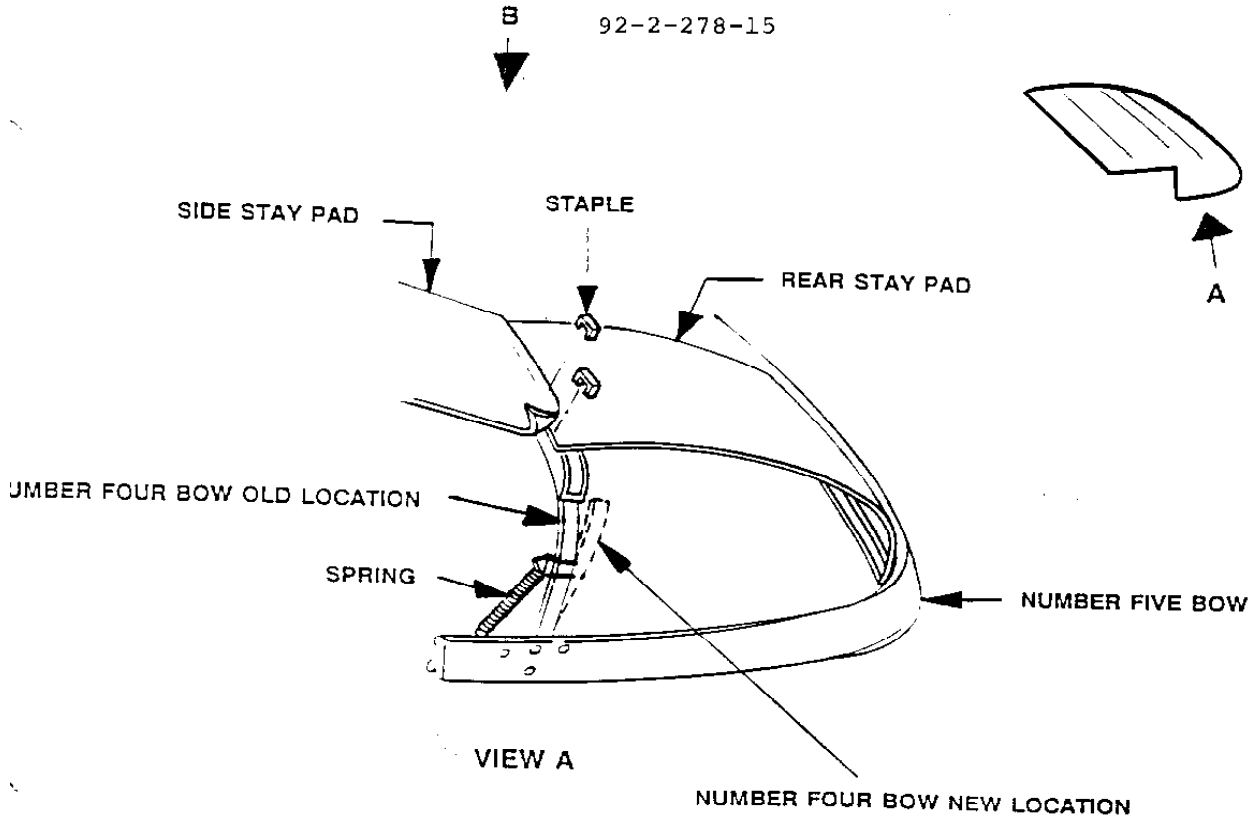 B
92-2-278-15
SIDE STAY PAD
STAPLE
REAR STAY PAD
A
UMBER FOUR BOW OLD LOCATION
SPRING
NUMBER FIVE BOW
VIEW A
NUMBER FOUR BOW NEW LOCATION